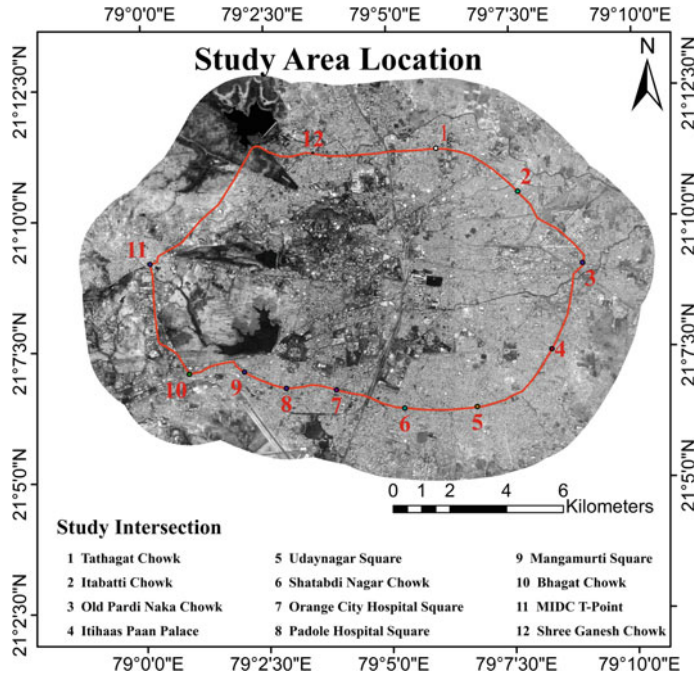 79°0'0"E 79°2'30"E 79°5'0"E 79°7'30"E 79°10'0"E
Study Area Location
N
21°12'30"N
21°10'0"N
21°7'30"N
21°5'0"N
21°2'30"N
21°12'30"N
21°10'0"N
21°7'30"N
21°5'0"N
21°2'30"N
12
1
2
11
3
4
10
9
8
7
6
5
0 1 2 4 6
Kilometers
Study Intersection
1 Tathagat Chowk
2 Itabatti Chowk
3 Old Pardi Naka Chowk
4 Itihaas Paan Palace
5 Udaynagar Square
6 Shatabdi Nagar Chowk
7 Orange City Hospital Square
8 Padole Hospital Square
9 Mangamurti Square
10 Bhagat Chowk
11 MIDC T-Point
12 Shree Ganesh Chowk
79°0'0"E 79°2'30"E 79°5'0"E 79°7'30"E 79°10'0"E